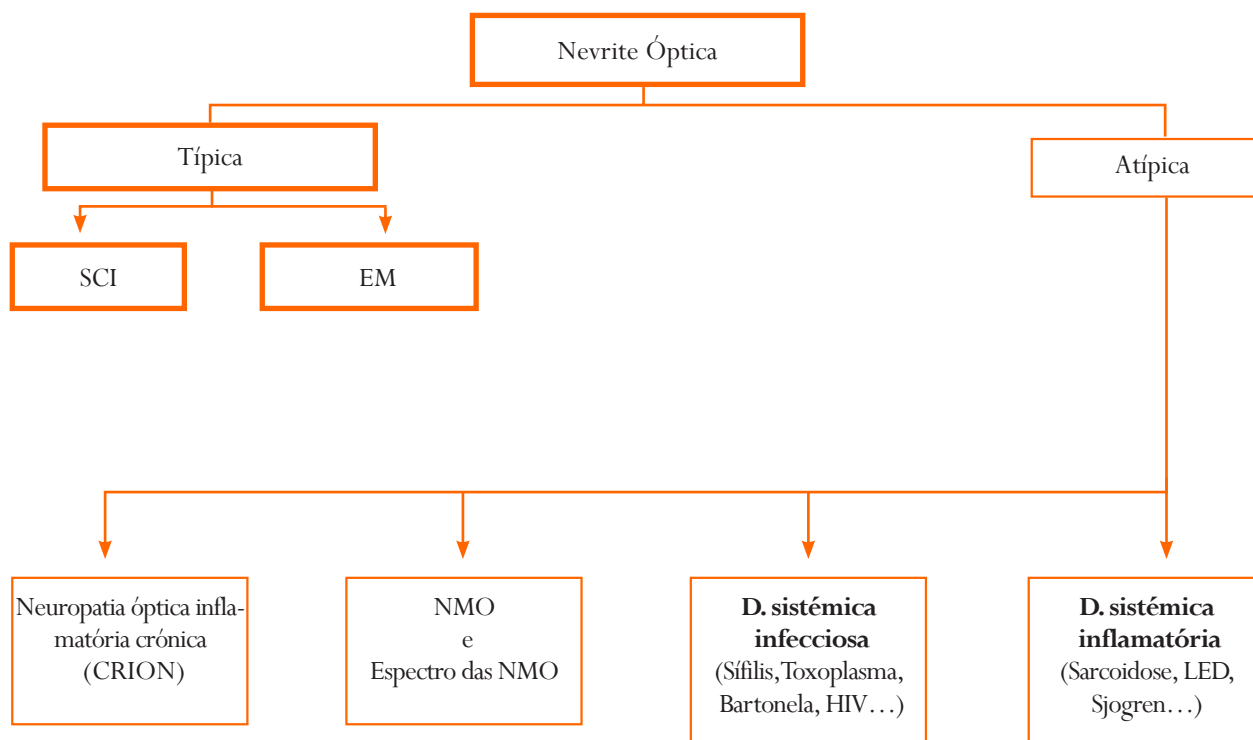 Nevrite Óptica
Típica
Atípica
SCI
EM
Neuropatia óptica infla-
matória crónica
(CRION)
NMO
e
Espectro das NMO
D. sistémica
infecciosa
(Sífilis, Toxoplasma,
Bartonela, HIV…)
D. sistémica
inflamatória
(Sarcoidose, LED,
Sjogren…)